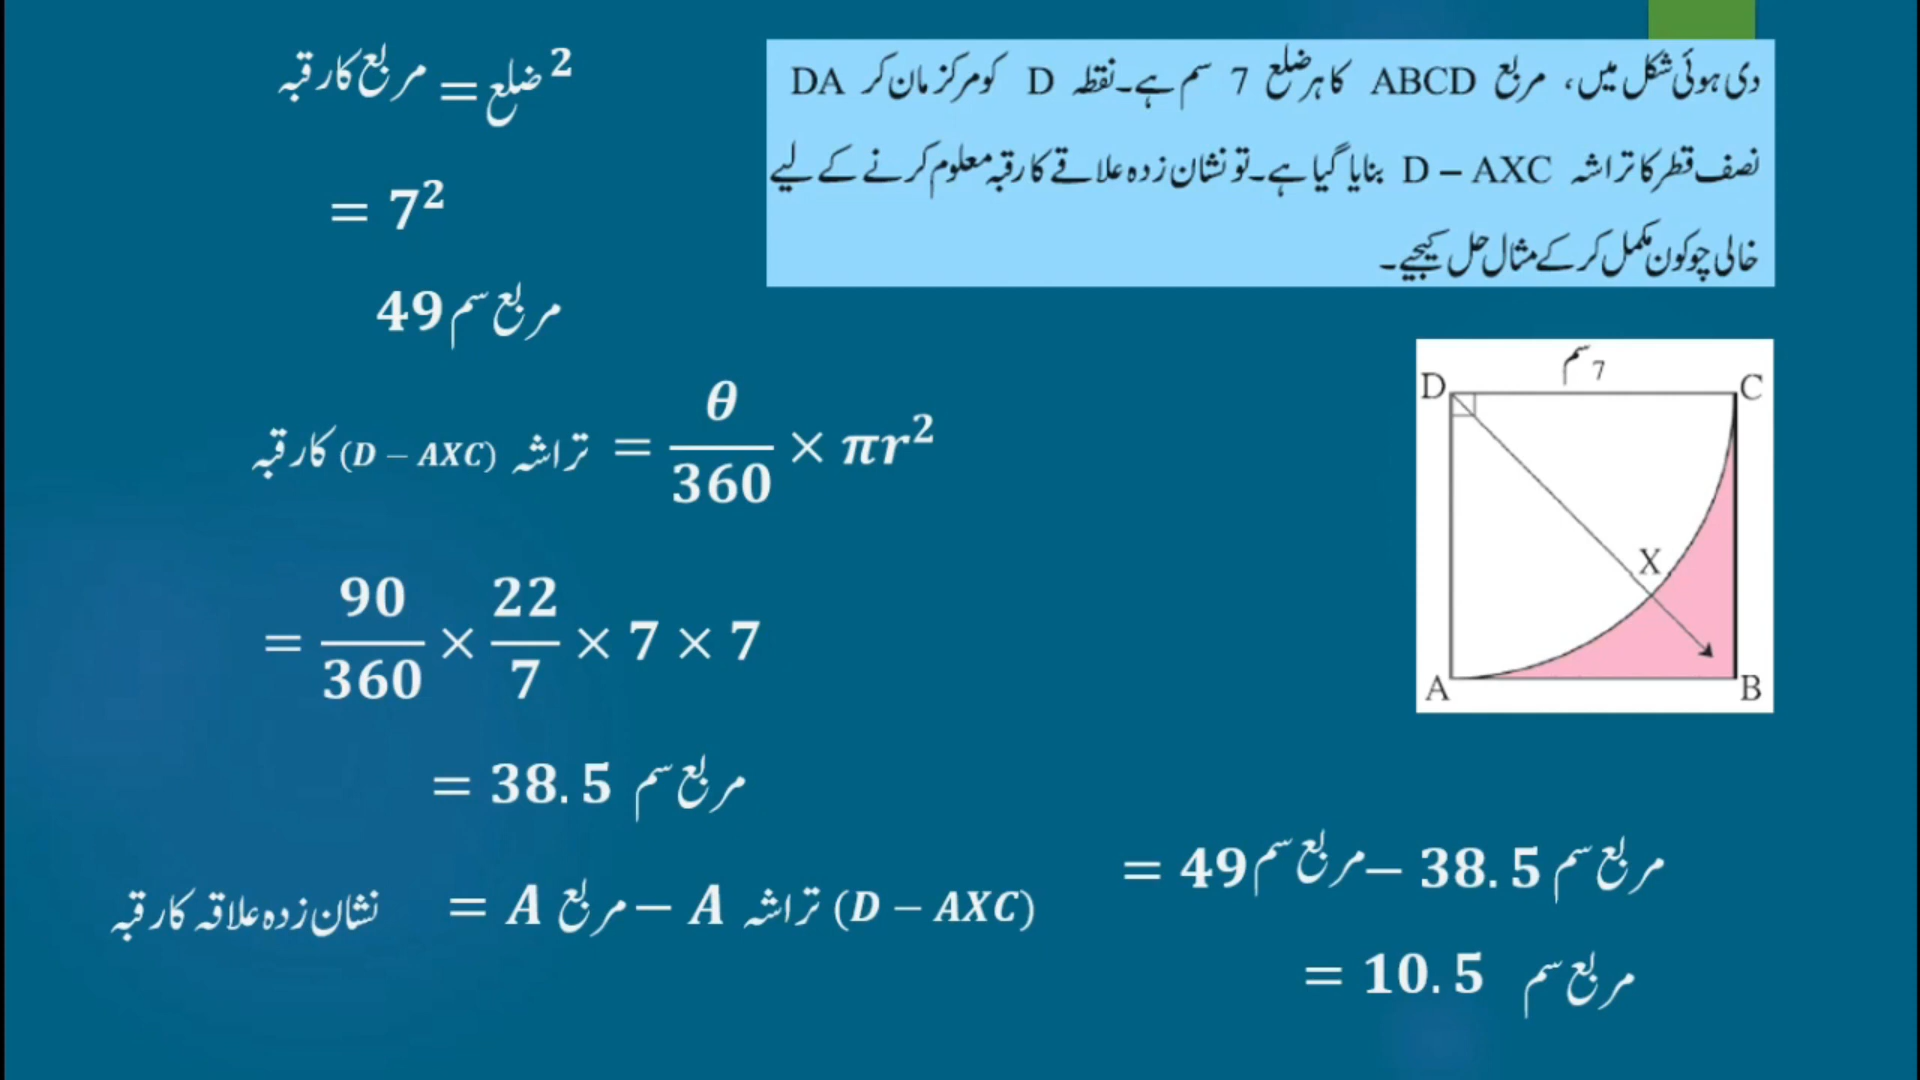 دی ہوئی شکل میں، مربع ABCD کا ہر ضلع 7 سم ہے۔ نقطہ D کو مرکز مان کر DA
نصف قطر کا تراشہ D – AXC بنایا گیا ہے۔ تو نشان زدہ علاقے کا رقبہ معلوم کرنے کے لیے
خالی چوکون مکمل کر کے مثال حل کیجیے۔
مربع کا رقبہ = ضلع²
= 7²
49 مربع سم
تراشہ (D – AXC) کا رقبہ = θ/360 × πr²
= 90/360 × 22/7 × 7 × 7
= 38.5 مربع سم
نشان زدہ علاقہ کا رقبہ = A مربع – A تراشہ (D – AXC)
= 49 مربع سم – 38.5 مربع سم
= 10.5 مربع سم
7 سم
D
C
X
A
B